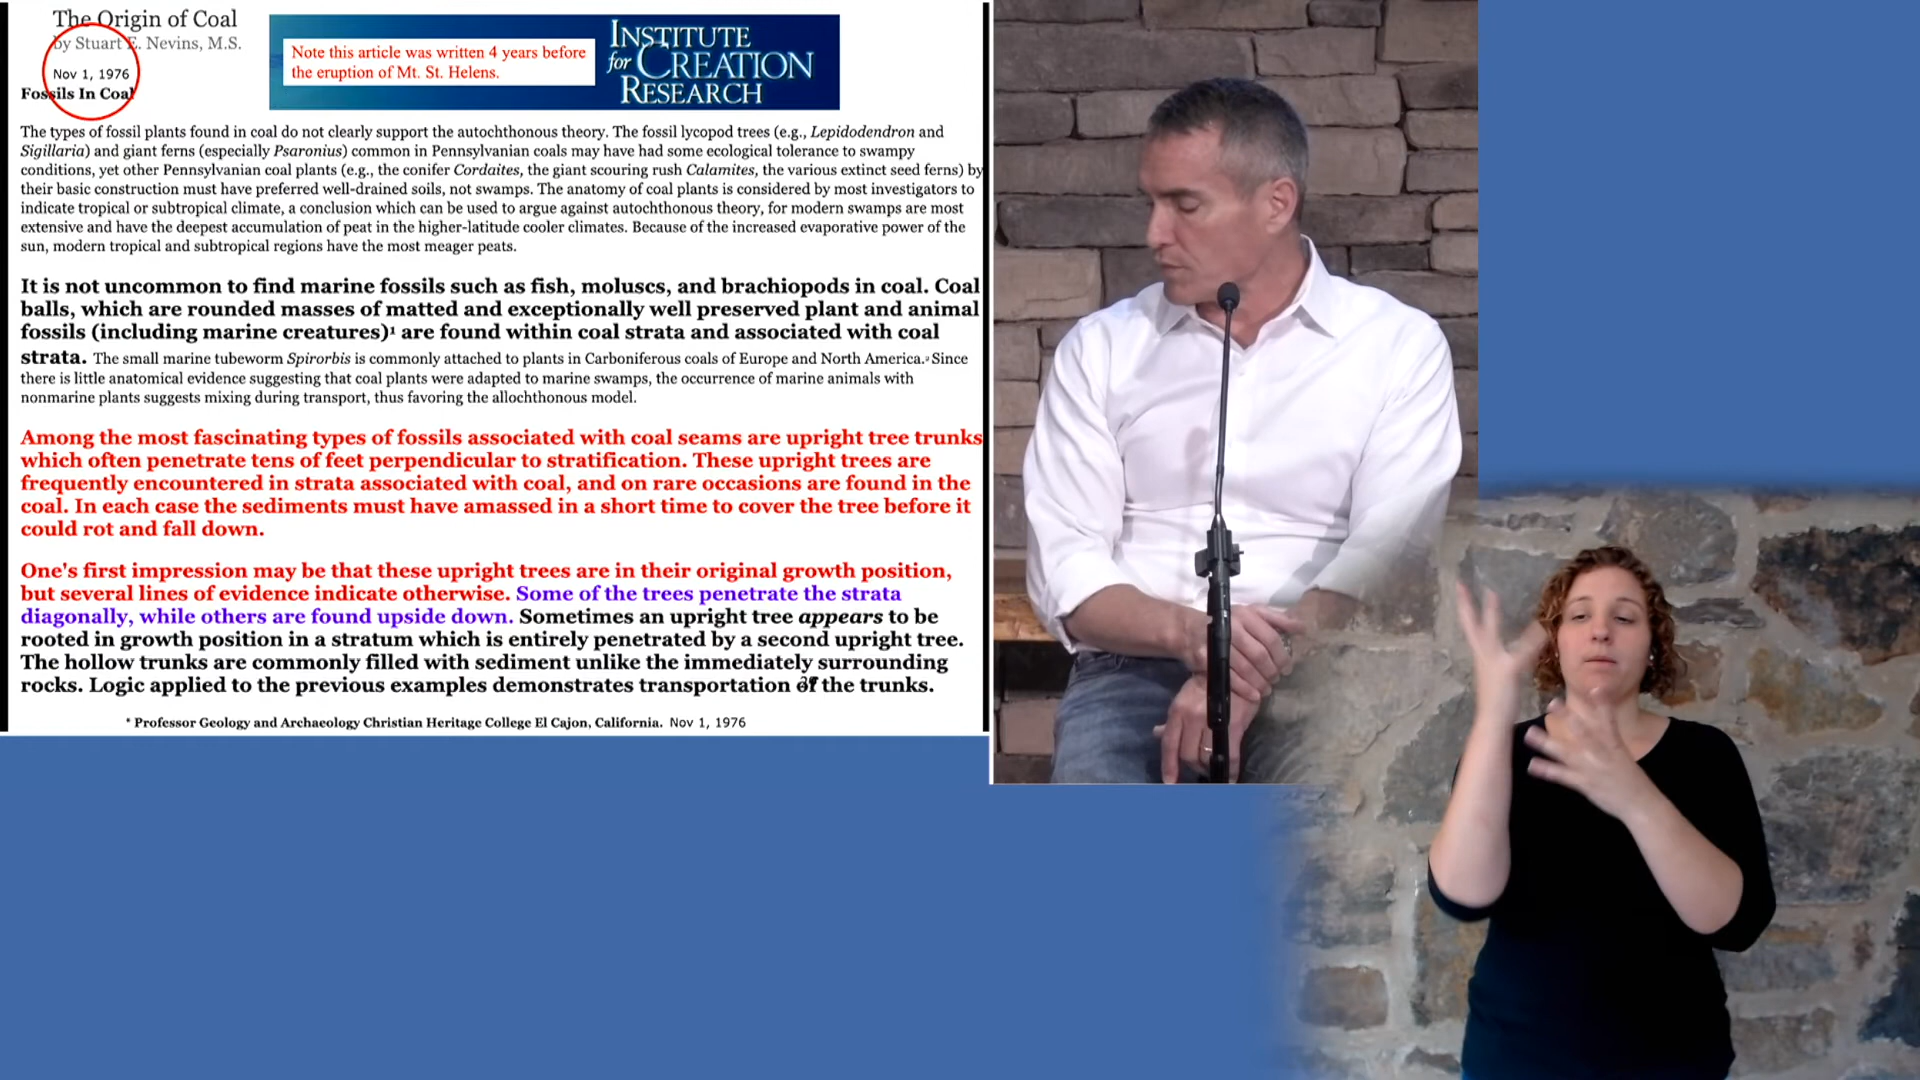 The Origin of Coal
by Stuart E. Nevins, M.S.
Nov 1, 1976
Fossils In Coal
Note this article was written 4 years before
the eruption of Mt. St. Helens.
INSTITUTE
for CREATION
RESEARCH
The types of fossil plants found in coal do not clearly support the autochthonous theory. The fossil lycopod trees (e.g., Lepidodendron and
Sigillaria) and giant ferns (especially Psaronius) common in Pennsylvanian coals may have had some ecological tolerance to swampy
conditions, yet other Pennsylvanian coal plants (e.g., the conifer Cordaites, the giant scouring rush Calamites, the various extinct seed ferns) by
their basic construction must have preferred well-drained soils, not swamps. The anatomy of coal plants is considered by most investigators to
indicate tropical or subtropical climate, a conclusion which can be used to argue against autochthonous theory, for modern swamps are most
extensive and have the deepest accumulation of peat in the higher-latitude cooler climates. Because of the increased evaporative power of the
sun, modern tropical and subtropical regions have the most meager peats.
It is not uncommon to find marine fossils such as fish, moluscs, and brachiopods in coal. Coal
balls, which are rounded masses of matted and exceptionally well preserved plant and animal
fossils (including marine creatures)¹ are found within coal strata and associated with coal
strata. The small marine tubeworm Spirorbis is commonly attached to plants in Carboniferous coals of Europe and North America.² Since
there is little anatomical evidence suggesting that coal plants were adapted to marine swamps, the occurrence of marine animals with
nonmarine plants suggests mixing during transport, thus favoring the allochthonous model.
Among the most fascinating types of fossils associated with coal seams are upright tree trunks
which often penetrate tens of feet perpendicular to stratification. These upright trees are
frequently encountered in strata associated with coal, and on rare occasions are found in the
coal. In each case the sediments must have amassed in a short time to cover the tree before it
could rot and fall down.
One's first impression may be that these upright trees are in their original growth position,
but several lines of evidence indicate otherwise. Some of the trees penetrate the strata
diagonally, while others are found upside down. Sometimes an upright tree appears to be
rooted in growth position in a stratum which is entirely penetrated by a second upright tree.
The hollow trunks are commonly filled with sediment unlike the immediately surrounding
rocks. Logic applied to the previous examples demonstrates transportation of the trunks.
* Professor Geology and Archaeology Christian Heritage College El Cajon, California. Nov 1, 1976